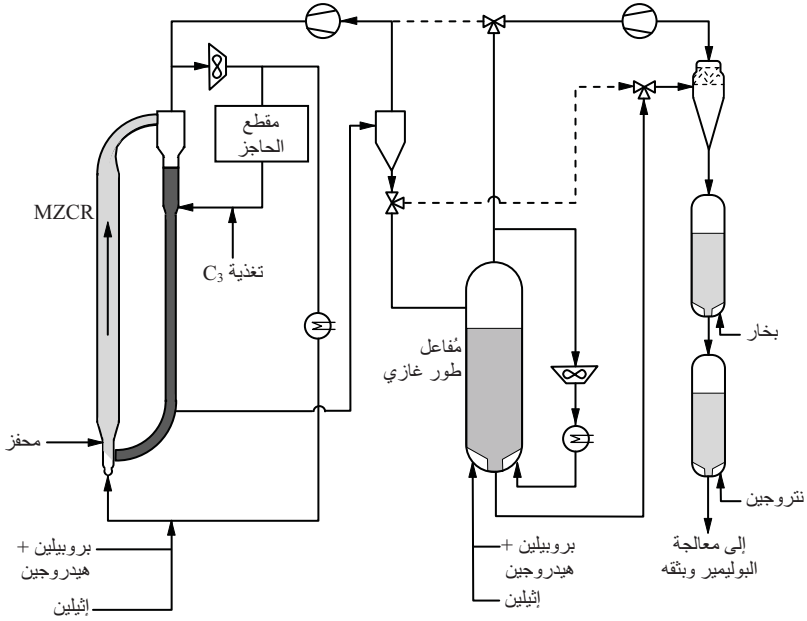 مقطع
الحاجز
MZCR
تغذية C₃
مُفاعل
طور غازي
بخار
محفز
نتروجين
بروبيلين +
هيدروجين
إثيلين
بروبيلين +
هيدروجين
إثيلين
إلى معالجة
البوليمير وبثقه